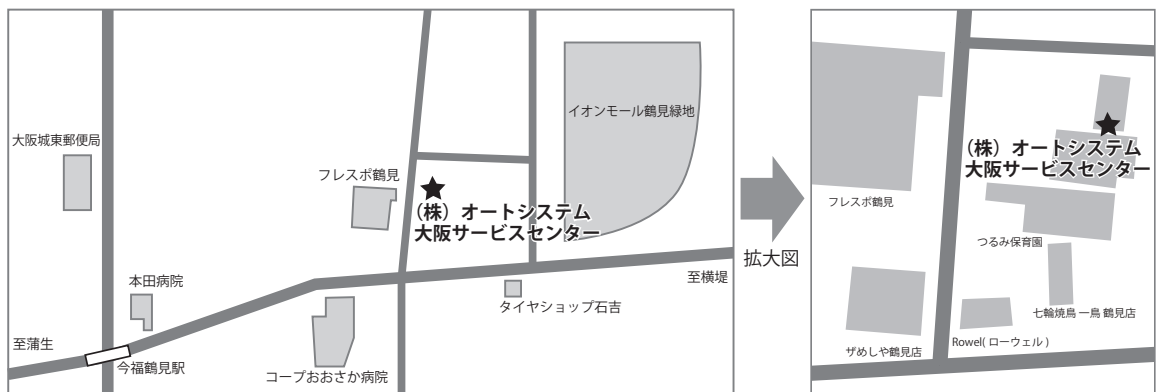 大阪城東郵便局
フレスポ鶴見
イオンモール鶴見緑地
（株）オートシステム
大阪サービスセンター
本田病院
至蒲生
今福鶴見駅
コープおおさか病院
タイヤショップ石吉
至横堤
拡大図
（株）オートシステム
大阪サービスセンター
フレスポ鶴見
つるみ保育園
七輪焼鳥 一鳥 鶴見店
Rowel( ローウェル )
ザめしや鶴見店